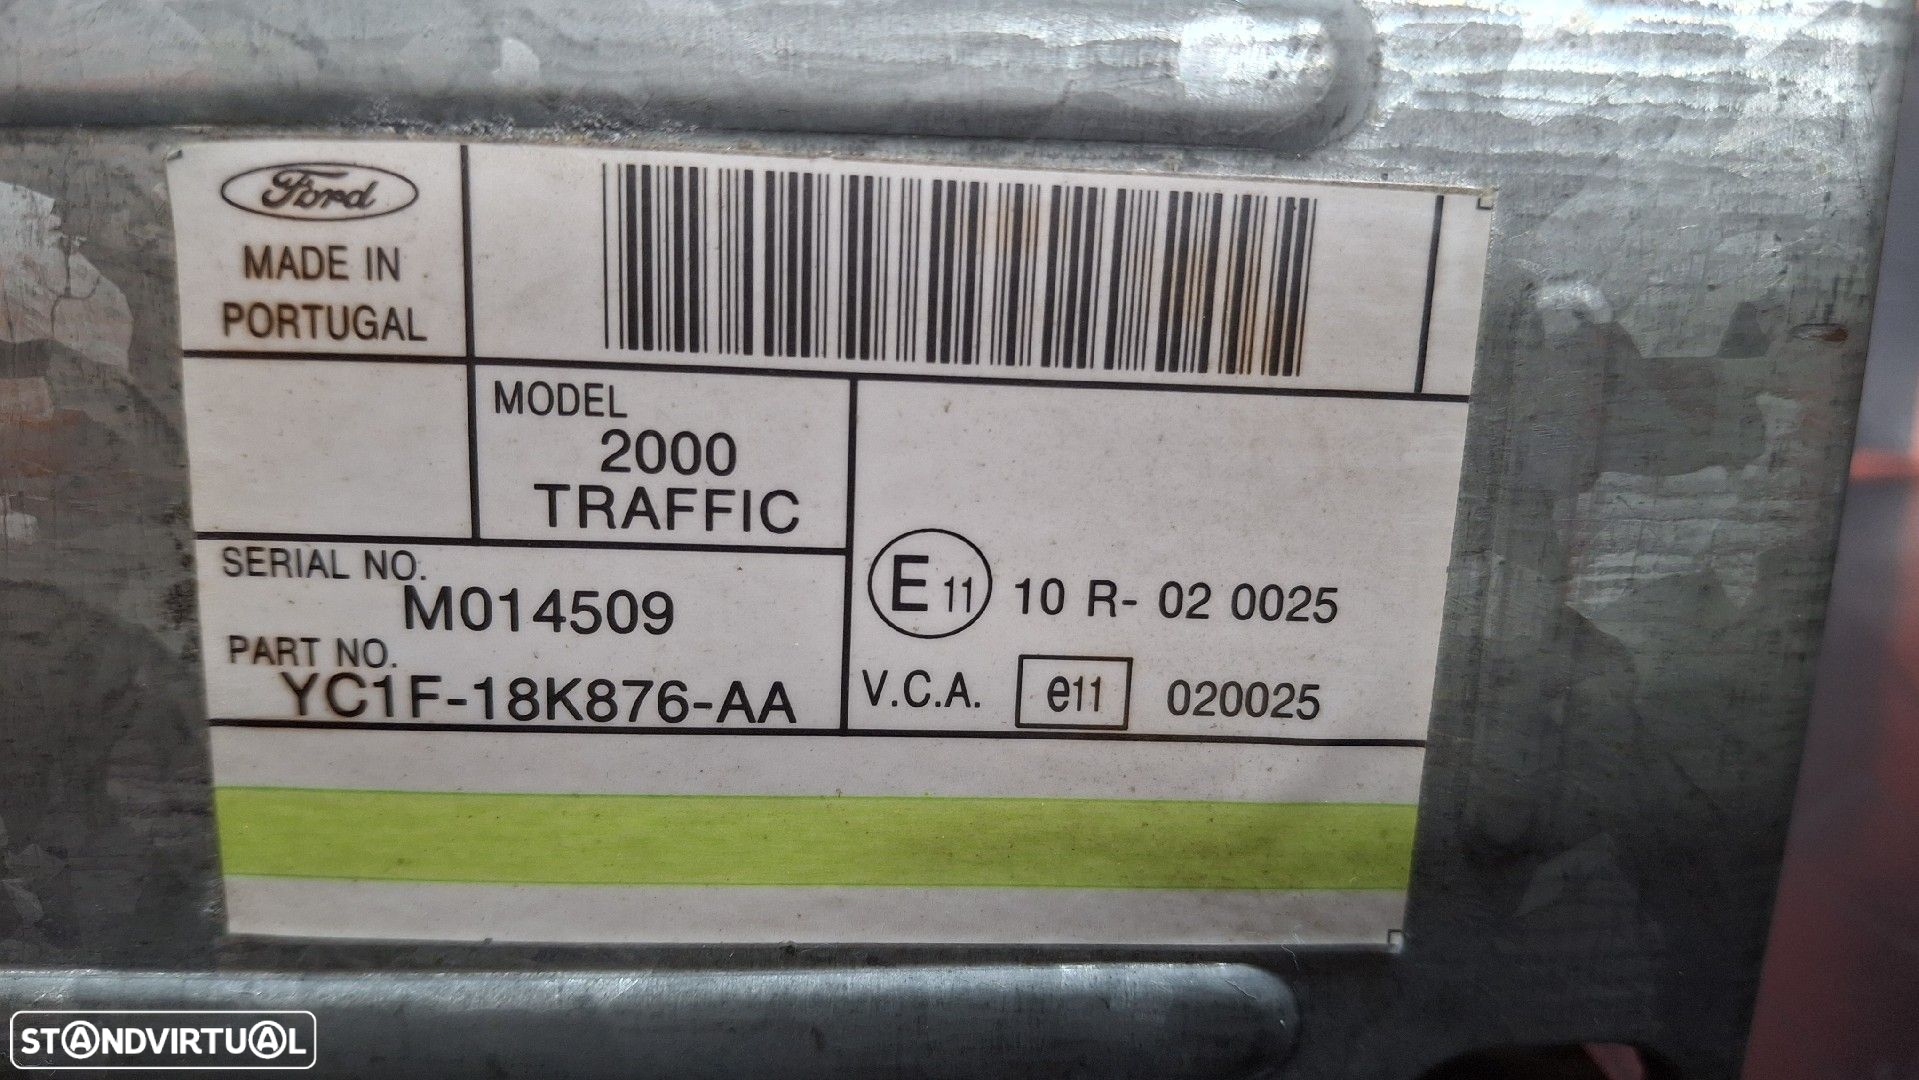 Ford
MADE IN
PORTUGAL
MODEL
2000
TRAFFIC
SERIAL NO.
M014509
PART NO.
YC1F-18K876-AA
E 11 10 R- 02 0025
V.C.A. e11 020025
STANDVIRTUAL